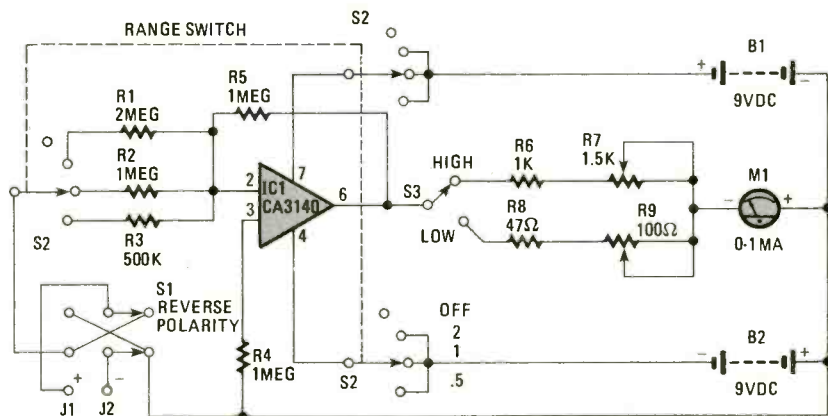 RANGE SWITCH
S2
B1
+
-
9VDC
R5
1MEG
R1
2MEG
R2
1MEG
R3
500K
S2
2
3
7
4
6
IC1
CA3140
S3
HIGH
LOW
R6
1K
R7
1.5K
R8
47Ω
R9
100Ω
M1
-
+
0-1MA
S1
REVERSE
POLARITY
+
-
J1
J2
R4
1MEG
S2
OFF
2
1
.5
-
+
B2
9VDC